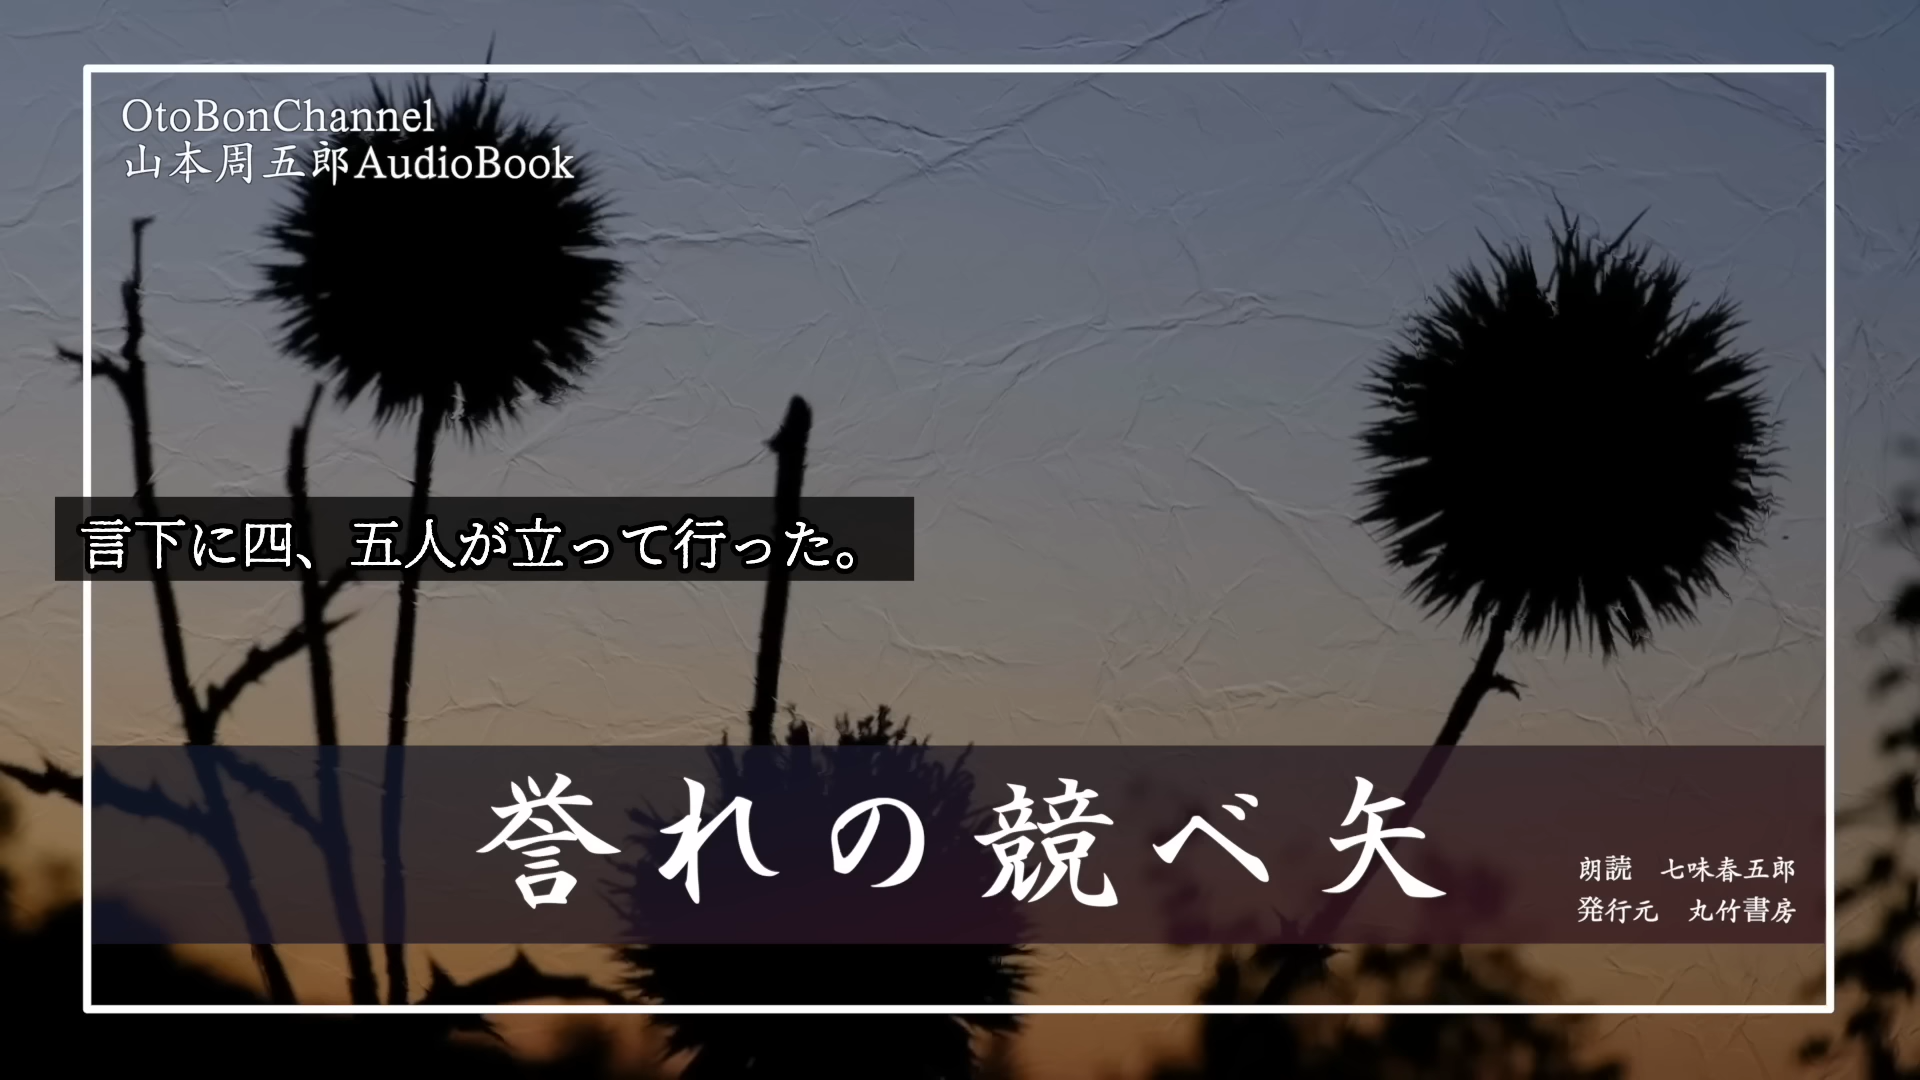 OtoBonChannel
山本周五郎AudioBook
言下に四、五人が立って行った。
誉れの競べ矢
朗読　七味春五郎
発行元　丸竹書房